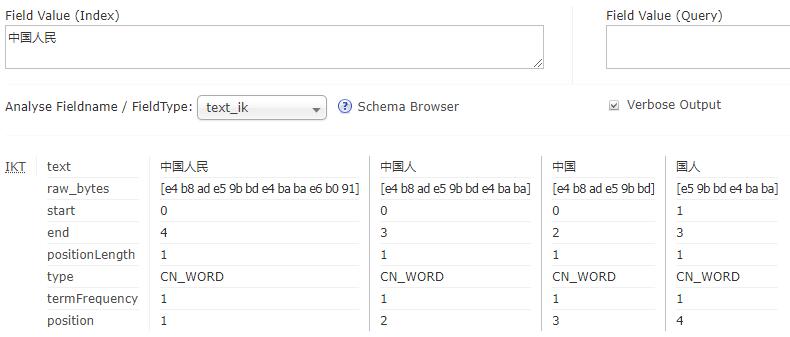 Field Value (Index) Field Value (Query)
中国人民
Analyse Fieldname / FieldType: text_ik ? Schema Browser Verbose Output
IKT text 中国人民 中国人 中国 国人
raw_bytes [e4 b8 ad e5 9b bd e4 ba ba e6 b0 91] [e4 b8 ad e5 9b bd e4 ba ba] [e4 b8 ad e5 9b bd] [e5 9b bd e4 ba ba]
start 0 0 0 1
end 4 3 2 3
positionLength 1 1 1 1
type CN_WORD CN_WORD CN_WORD CN_WORD
termFrequency 1 1 1 1
position 1 2 3 4